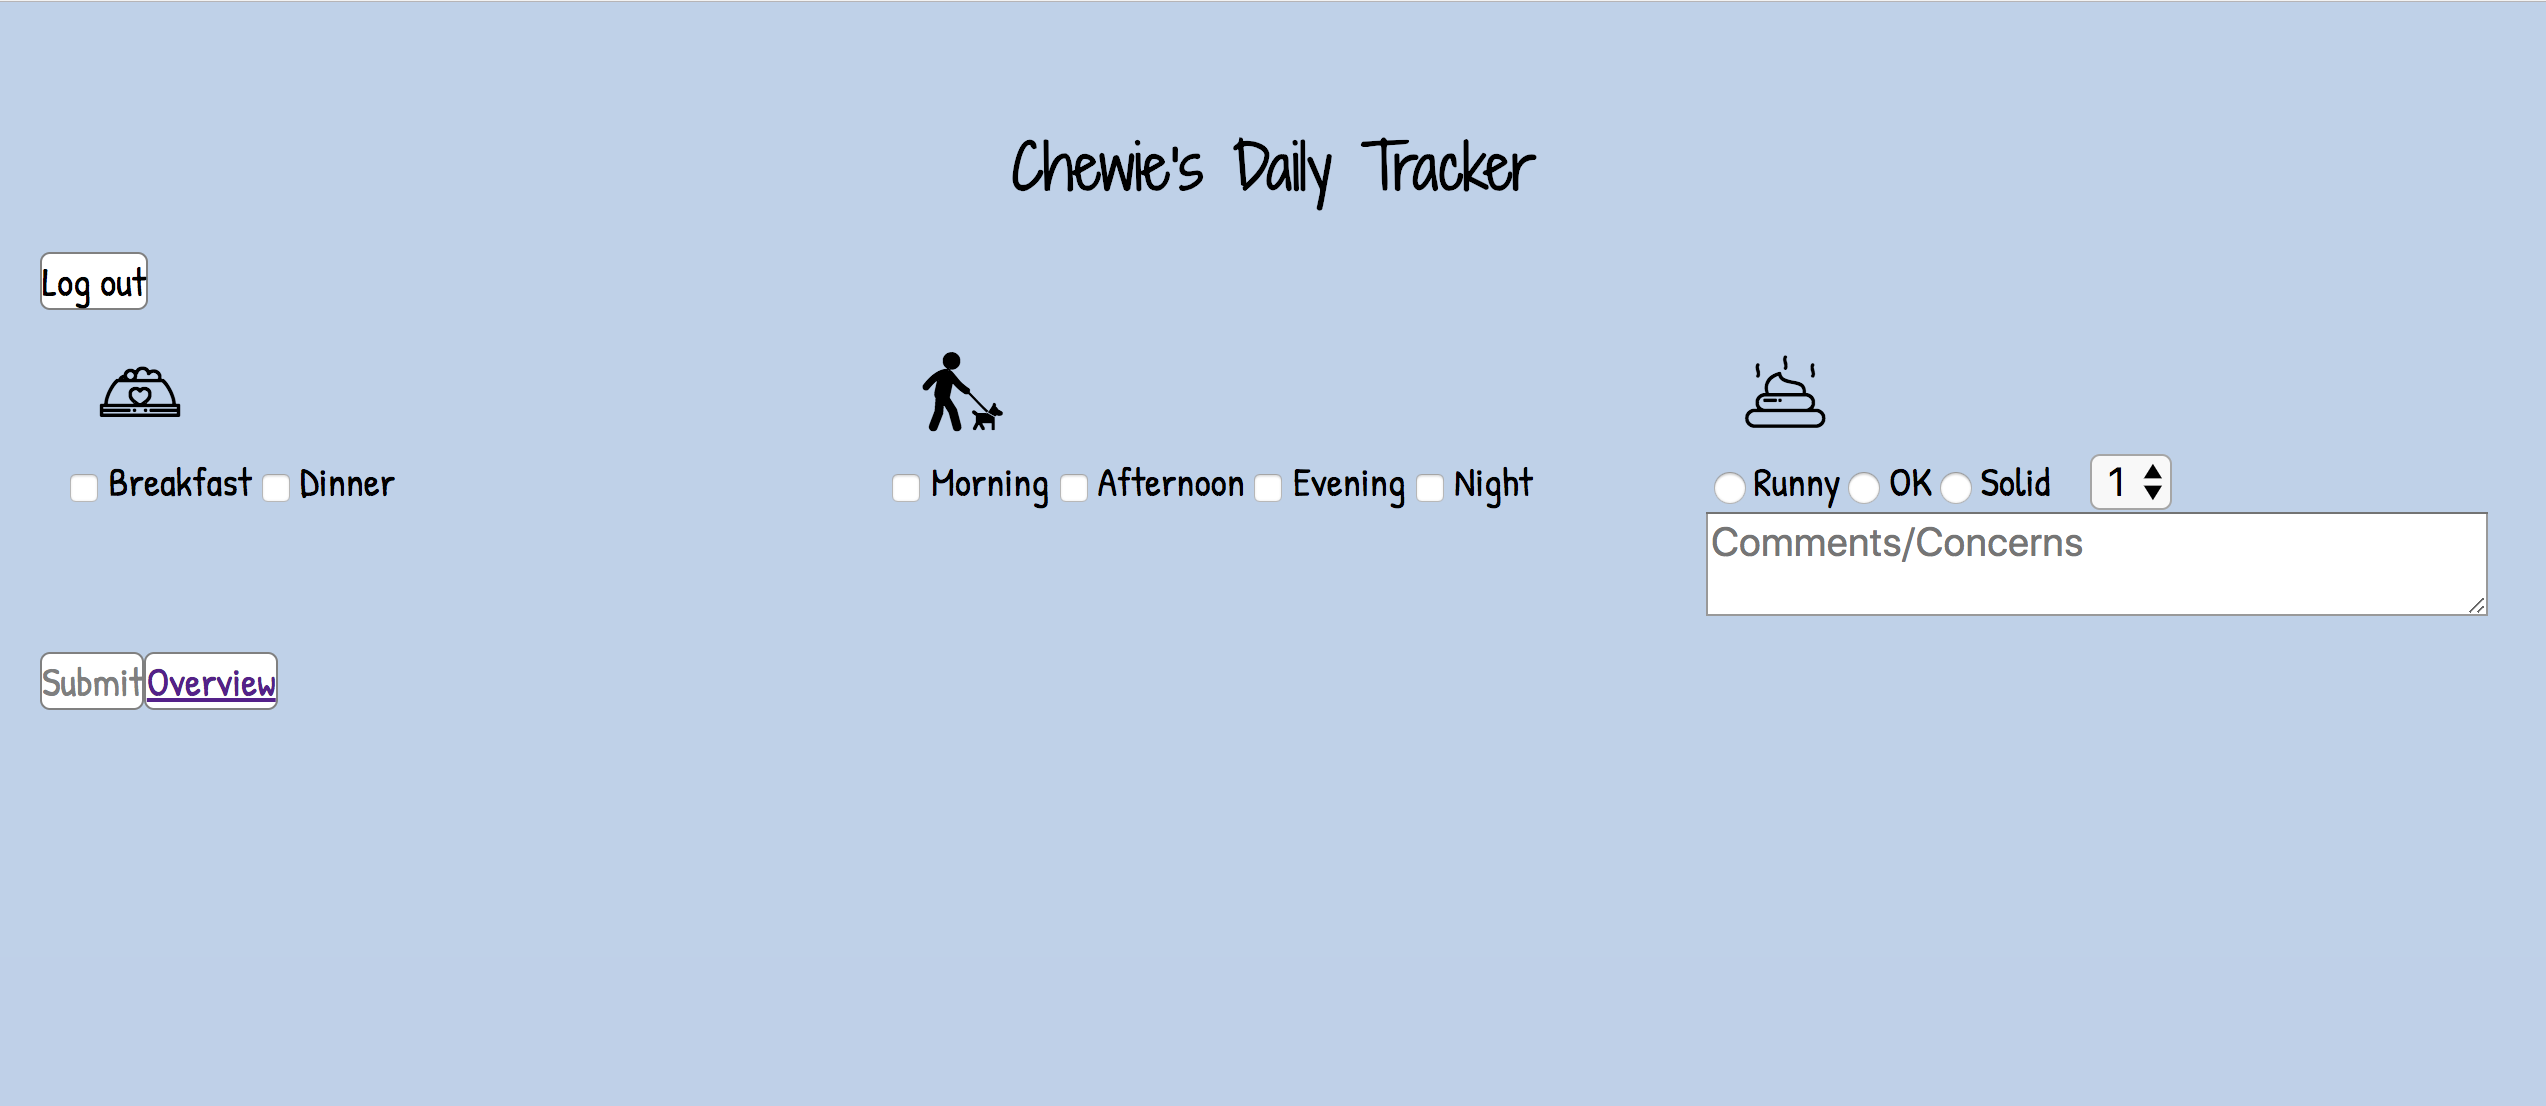 Chewie's Daily Tracker
Log out
Breakfast Dinner
Morning Afternoon Evening Night
Runny OK Solid 1
Comments/Concerns
Submit Overview